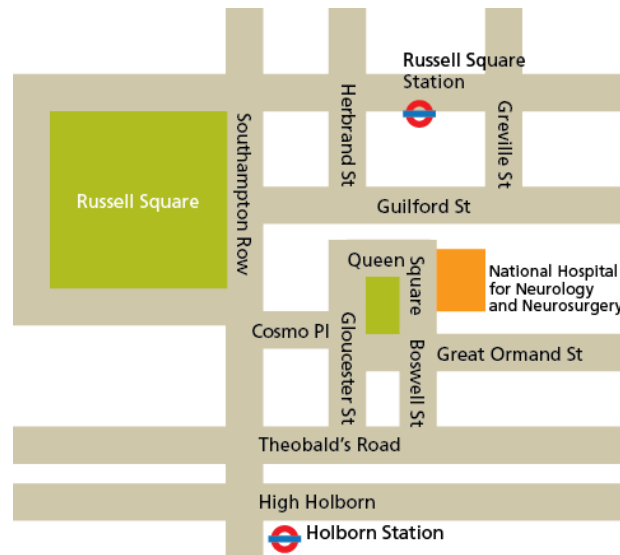 Russell Square
Station
Herbrand St
Greville St
Southampton Row
Russell Square
Guilford St
Queen
Square
National Hospital
for Neurology
and Neurosurgery
Cosmo Pl
Gloucester St
Boswell St
Great Ormand St
Theobald's Road
High Holborn
Holborn Station